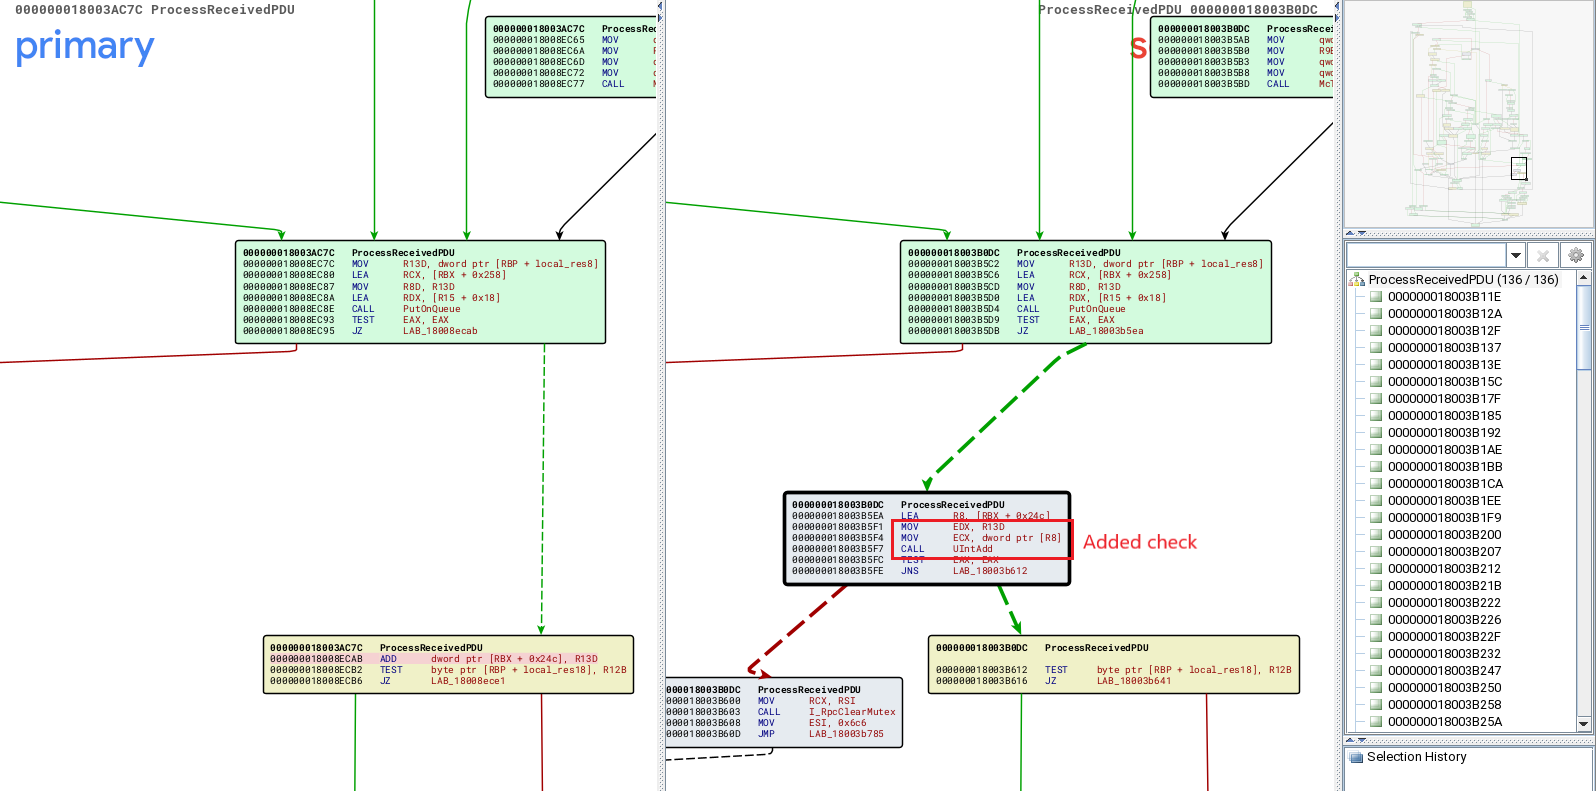 000000018003AC7C ProcessReceivedPDU
primary
000000018003AC7C ProcessRec
000000018008EC65 MOV
000000018008EC6A MOV
000000018008EC6D MOV
000000018008EC72 MOV
000000018008EC77 CALL
000000018003AC7C ProcessReceivedPDU
000000018008EC7C MOV R13D, dword ptr [RBP + local_res8]
000000018008EC80 LEA RCX, [RBX + 0x258]
000000018008EC87 MOV R8D, R13D
000000018008EC8A LEA RDX, [R15 + 0x18]
000000018008EC8E CALL PutOnQueue
000000018008EC93 TEST EAX, EAX
000000018008EC95 JZ LAB_18008ecab
000000018003AC7C ProcessReceivedPDU
000000018008ECAB ADD dword ptr [RBX + 0x24c], R13D
000000018008ECB2 TEST byte ptr [RBP + local_res18], R12B
000000018008ECB6 JZ LAB_18008ece1
ProcessReceivedPDU 000000018003B0DC
S
000000018003B0DC ProcessRecei
000000018003B5AB MOV qwo
000000018003B5B0 MOV R9
000000018003B5B3 MOV qwo
000000018003B5B8 MOV qwo
000000018003B5BD CALL McT
000000018003B0DC ProcessReceivedPDU
000000018003B5C2 MOV R13D, dword ptr [RBP + local_res8]
000000018003B5C6 LEA RCX, [RBX + 0x258]
000000018003B5CD MOV R8D, R13D
000000018003B5D0 LEA RDX, [R15 + 0x18]
000000018003B5D4 CALL PutOnQueue
000000018003B5D9 TEST EAX, EAX
000000018003B5DB JZ LAB_18003b5ea
000000018003B0DC ProcessReceivedPDU
000000018003B5EA LEA R8, [RBX + 0x24c]
000000018003B5F1 MOV EDX, R13D
000000018003B5F4 MOV ECX, dword ptr [R8]
000000018003B5F7 CALL UIntAdd
000000018003B5FC TEST EAX, EAX
000000018003B5FE JNS LAB_18003b612
Added check
000018003B0DC ProcessReceivedPDU
000018003B600 MOV RCX, RSI
000018003B603 CALL I_RpcClearMutex
000018003B608 MOV ESI, 0x6c6
000018003B60D JMP LAB_18003b785
000000018003B0DC ProcessReceivedPDU
000000018003B612 TEST byte ptr [RBP + local_res18], R12B
000000018003B616 JZ LAB_18003b641
ProcessReceivedPDU (136 / 136)
000000018003B11E
000000018003B12A
000000018003B12F
000000018003B137
000000018003B13E
000000018003B15C
000000018003B17F
000000018003B185
000000018003B192
000000018003B1AE
000000018003B1BB
000000018003B1CA
000000018003B1EE
000000018003B1F9
000000018003B200
000000018003B207
000000018003B212
000000018003B21B
000000018003B222
000000018003B226
000000018003B22F
000000018003B232
000000018003B247
000000018003B250
000000018003B258
000000018003B25A
Selection History